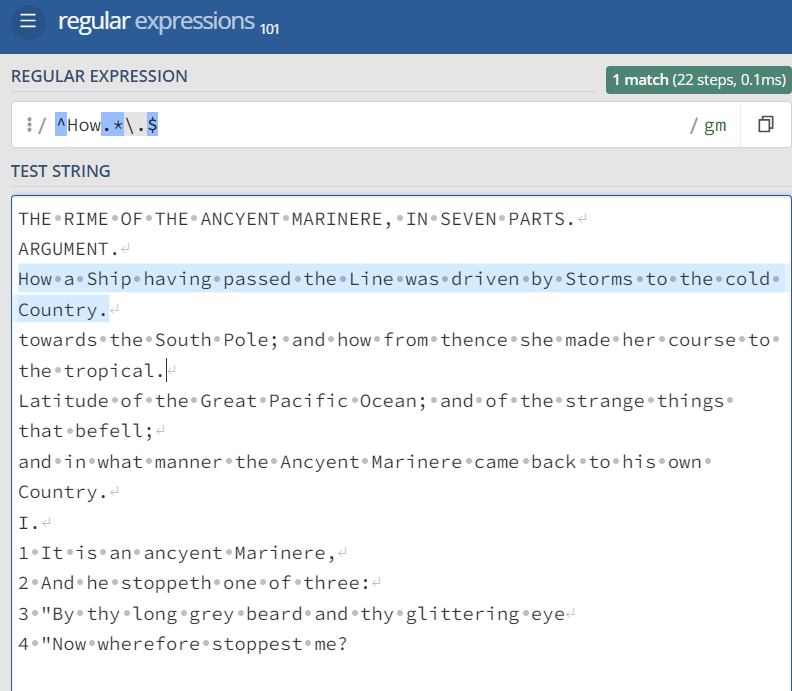 regular expressions 101
REGULAR EXPRESSION
1 match (22 steps, 0.1ms)
/ ^How.*\.$ / gm
TEST STRING
THE RIME OF THE ANCYENT MARINERE, IN SEVEN PARTS.
ARGUMENT.
How a Ship having passed the Line was driven by Storms to the cold
Country.
towards the South Pole; and how from thence she made her course to
the tropical.
Latitude of the Great Pacific Ocean; and of the strange things
that befell;
and in what manner the Ancyent Marinere came back to his own
Country.
I.
1 It is an ancyent Marinere,
2 And he stoppeth one of three:
3 "By thy long grey beard and thy glittering eye
4 "Now wherefore stoppest me?